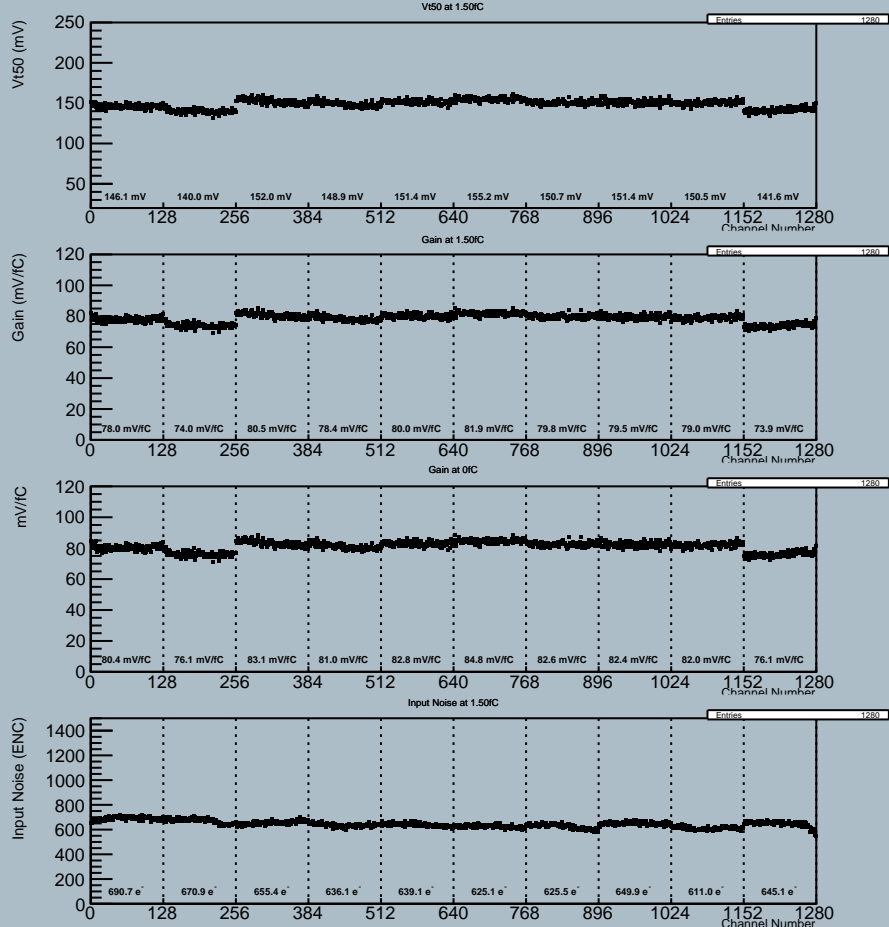 Vt50 at 1.50fC
Entries 1280
Vt50 (mV)
250
200
150
100
50
146.1 mV 140.0 mV 152.0 mV 148.9 mV 151.4 mV 155.2 mV 150.7 mV 151.4 mV 150.5 mV 141.6 mV
0 128 256 384 512 640 768 896 1024 1152 1280
Channel Number
Gain at 1.50fC
Entries 1280
Gain (mV/fC)
120
100
80
60
40
20
0
78.0 mV/fC 74.0 mV/fC 80.5 mV/fC 78.4 mV/fC 80.0 mV/fC 81.9 mV/fC 79.8 mV/fC 79.5 mV/fC 79.0 mV/fC 73.9 mV/fC
0 128 256 384 512 640 768 896 1024 1152 1280
Channel Number
Gain at 0fC
Entries 1280
mV/fC
120
100
80
60
40
20
0
80.4 mV/fC 76.1 mV/fC 83.1 mV/fC 81.0 mV/fC 82.8 mV/fC 84.8 mV/fC 82.6 mV/fC 82.4 mV/fC 82.0 mV/fC 76.1 mV/fC
0 128 256 384 512 640 768 896 1024 1152 1280
Channel Number
Input Noise at 1.50fC
Entries 1280
Input Noise (ENC)
1400
1200
1000
800
600
400
200
0
690.7 e⁻ 670.9 e⁻ 655.4 e⁻ 636.1 e⁻ 639.1 e⁻ 625.1 e⁻ 625.5 e⁻ 649.9 e⁻ 611.0 e⁻ 645.1 e⁻
0 128 256 384 512 640 768 896 1024 1152 1280
Channel Number